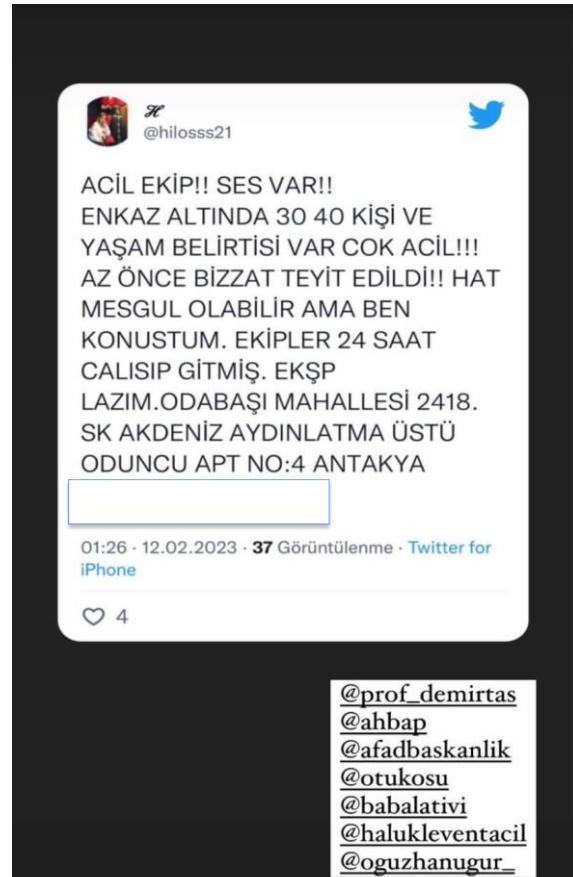 ℋ
@hilosss21
ACİL EKİP!! SES VAR!!
ENKAZ ALTINDA 30 40 KİŞİ VE
YAŞAM BELİRTİSİ VAR COK ACİL!!!
AZ ÖNCE BİZZAT TEYİT EDİLDİ!! HAT
MESGUL OLABİLİR AMA BEN
KONUSTUM. EKİPLER 24 SAAT
CALISIP GİTMİŞ. EKŞP
LAZIM.ODABAŞI MAHALLESİ 2418.
SK AKDENİZ AYDINLATMA ÜSTÜ
ODUNCU APT NO:4 ANTAKYA
01:26 · 12.02.2023 · 37 Görüntülenme · Twitter for
iPhone
4
@prof_demirtas
@ahbap
@afadbaskanlik
@otukosu
@babalativi
@halukleventacil
@oguzhanugur_